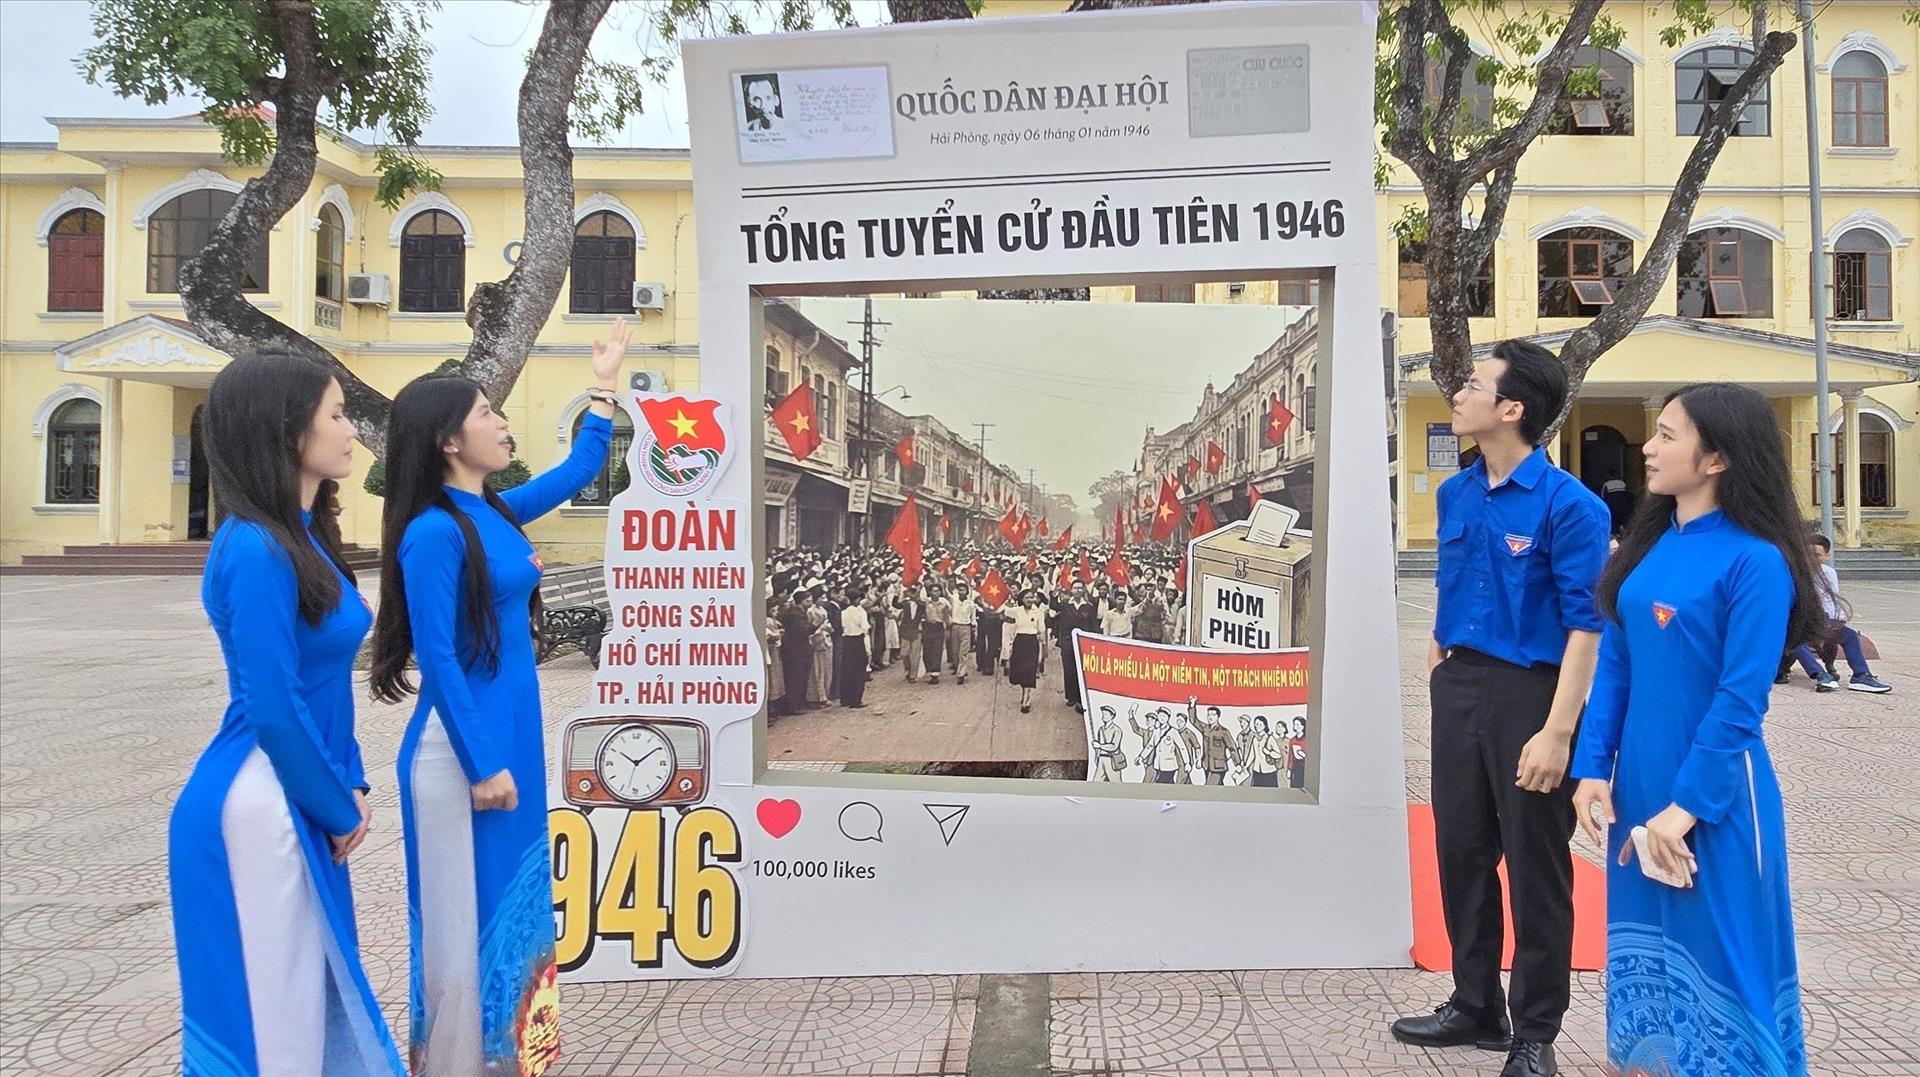 QUỐC DÂN ĐẠI HỘI
CỨU QUỐC
Hải Phòng, ngày 06 tháng 01 năm 1946
TỔNG TUYỂN CỬ ĐẦU TIÊN 1946
ĐOÀN
THANH NIÊN
CỘNG SẢN
HỒ CHÍ MINH
TP. HẢI PHÒNG
HÒM
PHIẾU
MỖI LÁ PHIẾU LÀ MỘT NIỀM TIN, MỘT TRÁCH NHIỆM ĐỐI
946
100,000 likes